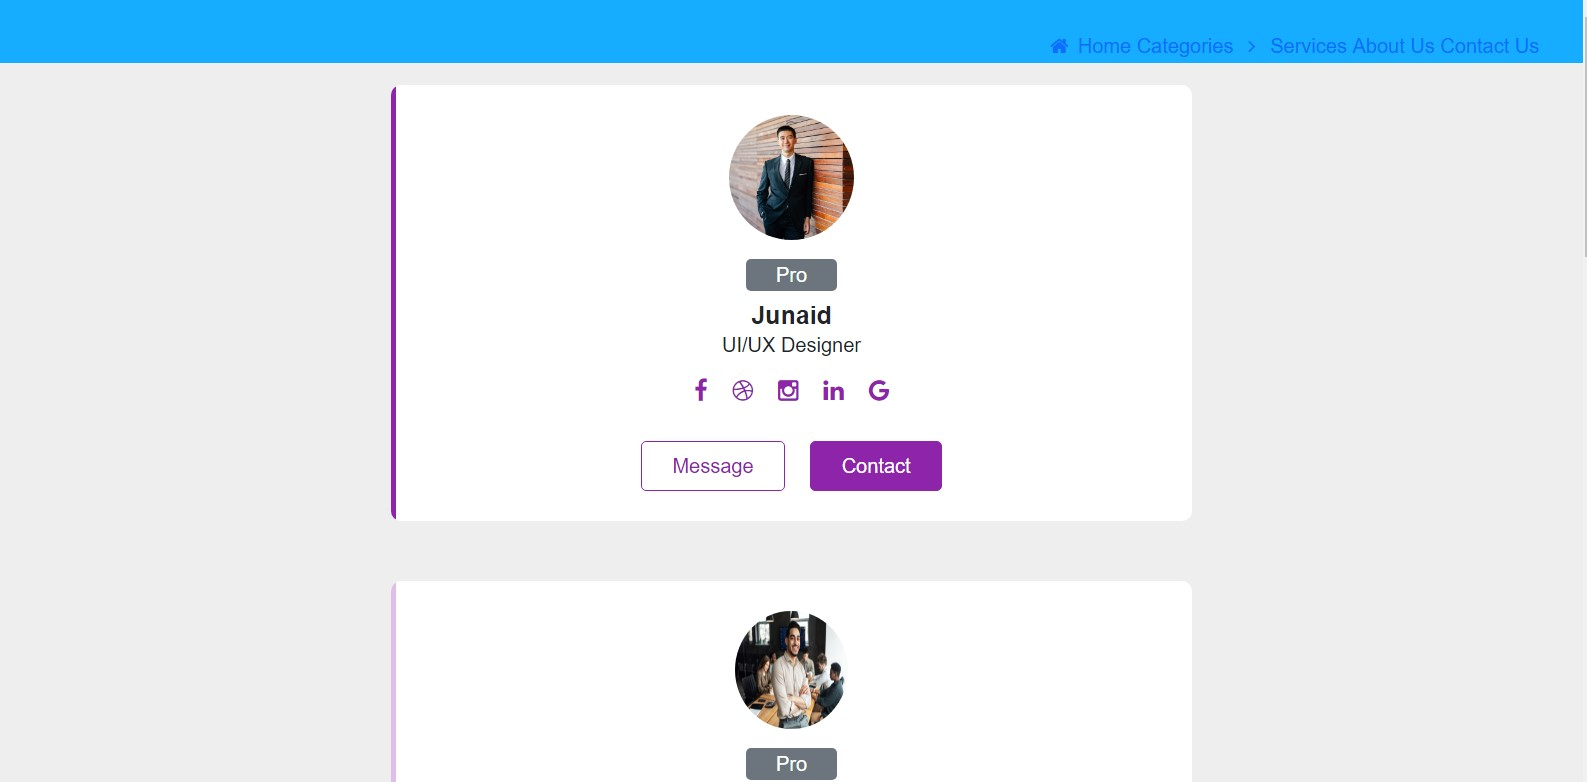 Home Categories > Services About Us Contact Us
Pro
Junaid
UI/UX Designer
Message Contact
Pro